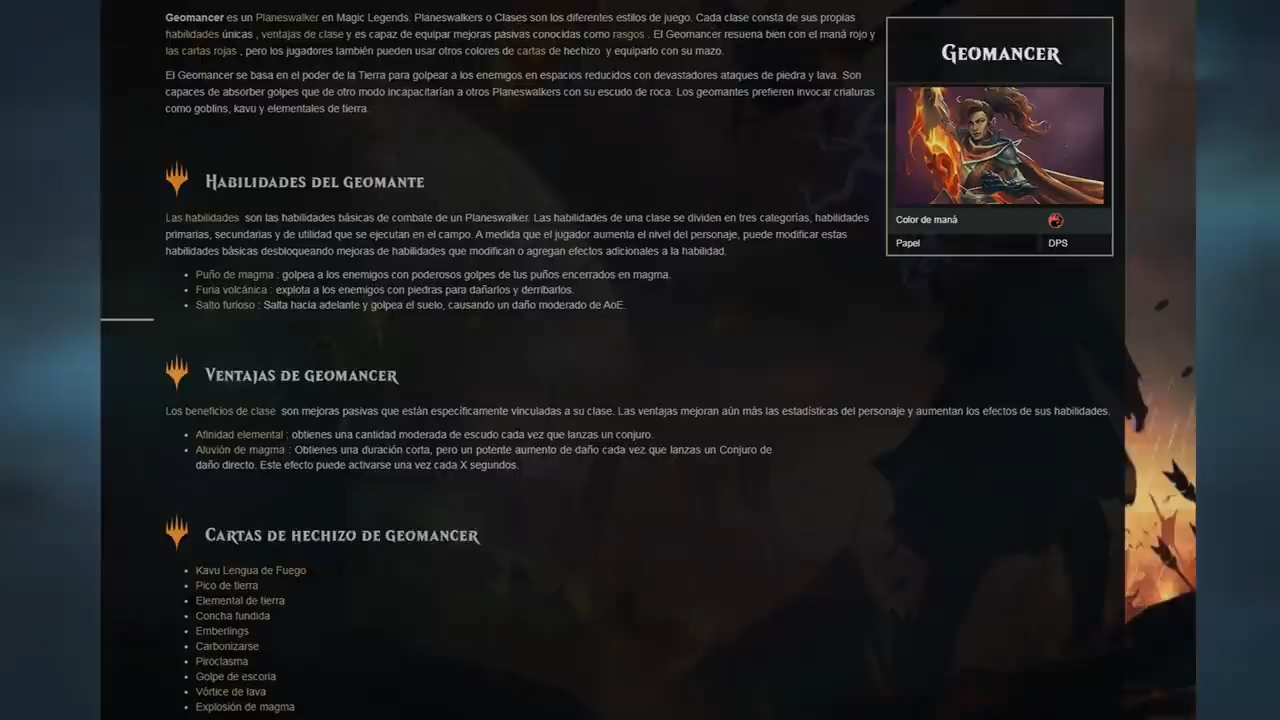 Geomancer es un Planeswalker en Magic Legends. Planeswalkers o Clases son los diferentes estilos de juego. Cada clase consta de sus propias
habilidades únicas , ventajas de clase y es capaz de equipar mejoras pasivas conocidas como rasgos . El Geomancer resuena bien con el maná rojo y
las cartas rojas , pero los jugadores también pueden usar otros colores de cartas de hechizo y equiparlo con su mazo.
El Geomancer se basa en el poder de la Tierra para golpear a los enemigos en espacios reducidos con devastadores ataques de piedra y lava. Son
capaces de absorber golpes que de otro modo incapacitarían a otros Planeswalkers con su escudo de roca. Los geomantes prefieren invocar criaturas
como goblins, kavu y elementales de tierra.
GEOMANCER
Color de maná
Papel DPS
HABILIDADES DEL GEOMANTE
Las habilidades son las habilidades básicas de combate de un Planeswalker. Las habilidades de una clase se dividen en tres categorías, habilidades
primarias, secundarias y de utilidad que se ejecutan en el campo. A medida que el jugador aumenta el nivel del personaje, puede modificar estas
habilidades básicas desbloqueando mejoras de habilidades que modifican o agregan efectos adicionales a la habilidad.
• Puño de magma : golpea a los enemigos con poderosos golpes de tus puños encerrados en magma.
• Furia volcánica : explota a los enemigos con piedras para dañarlos y derribarlos.
• Salto furioso : Salta hacia adelante y golpea el suelo, causando un daño moderado de AoE.
VENTAJAS DE GEOMANCER
Los beneficios de clase son mejoras pasivas que están específicamente vinculadas a su clase. Las ventajas mejoran aún más las estadísticas del personaje y aumentan los efectos de sus habilidades.
• Afinidad elemental : obtienes una cantidad moderada de escudo cada vez que lanzas un conjuro.
• Aluvión de magma : Obtienes una duración corta, pero un potente aumento de daño cada vez que lanzas un Conjuro de
daño directo. Este efecto puede activarse una vez cada X segundos.
CARTAS DE HECHIZO DE GEOMANCER
• Kavu Lengua de Fuego
• Pico de tierra
• Elemental de tierra
• Concha fundida
• Emberlings
• Carbonizarse
• Piroclasma
• Golpe de escoria
• Vórtice de lava
• Explosión de magma